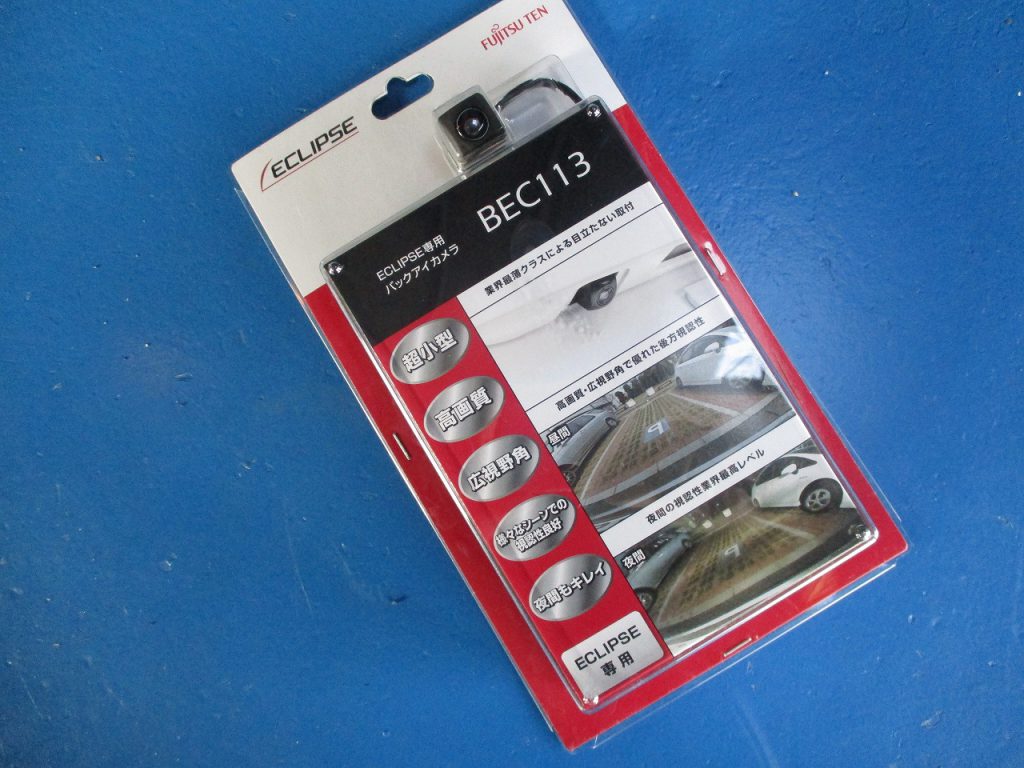 FUJITSU TEN
ECLIPSE
BEC113
ECLIPSE専用
バックアイカメラ
業界最薄クラスによる目立たない取付
超小型
高画質・広視野角で優れた後方視認性
高画質
昼間
広視野角
夜間の視認性業界最高レベル
様々なシーンでの
視認性良好
夜間
夜間もキレイ
ECLIPSE
専用